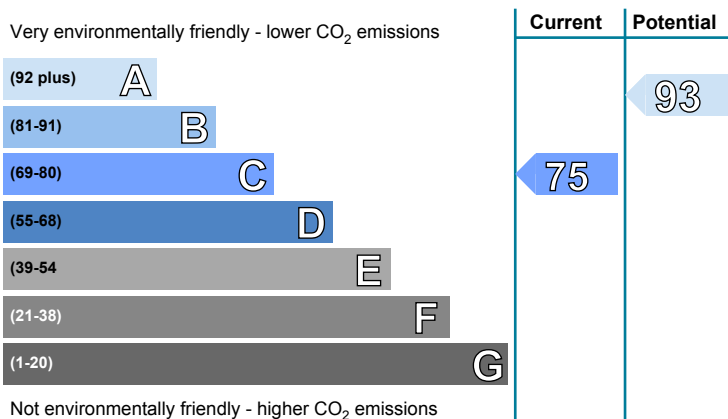 Very environmentally friendly - lower CO2 emissions
Current
Potential
(92 plus) A
93
(81-91) B
(69-80) C
75
(55-68) D
(39-54 E
(21-38) F
(1-20) G
Not environmentally friendly - higher CO2 emissions